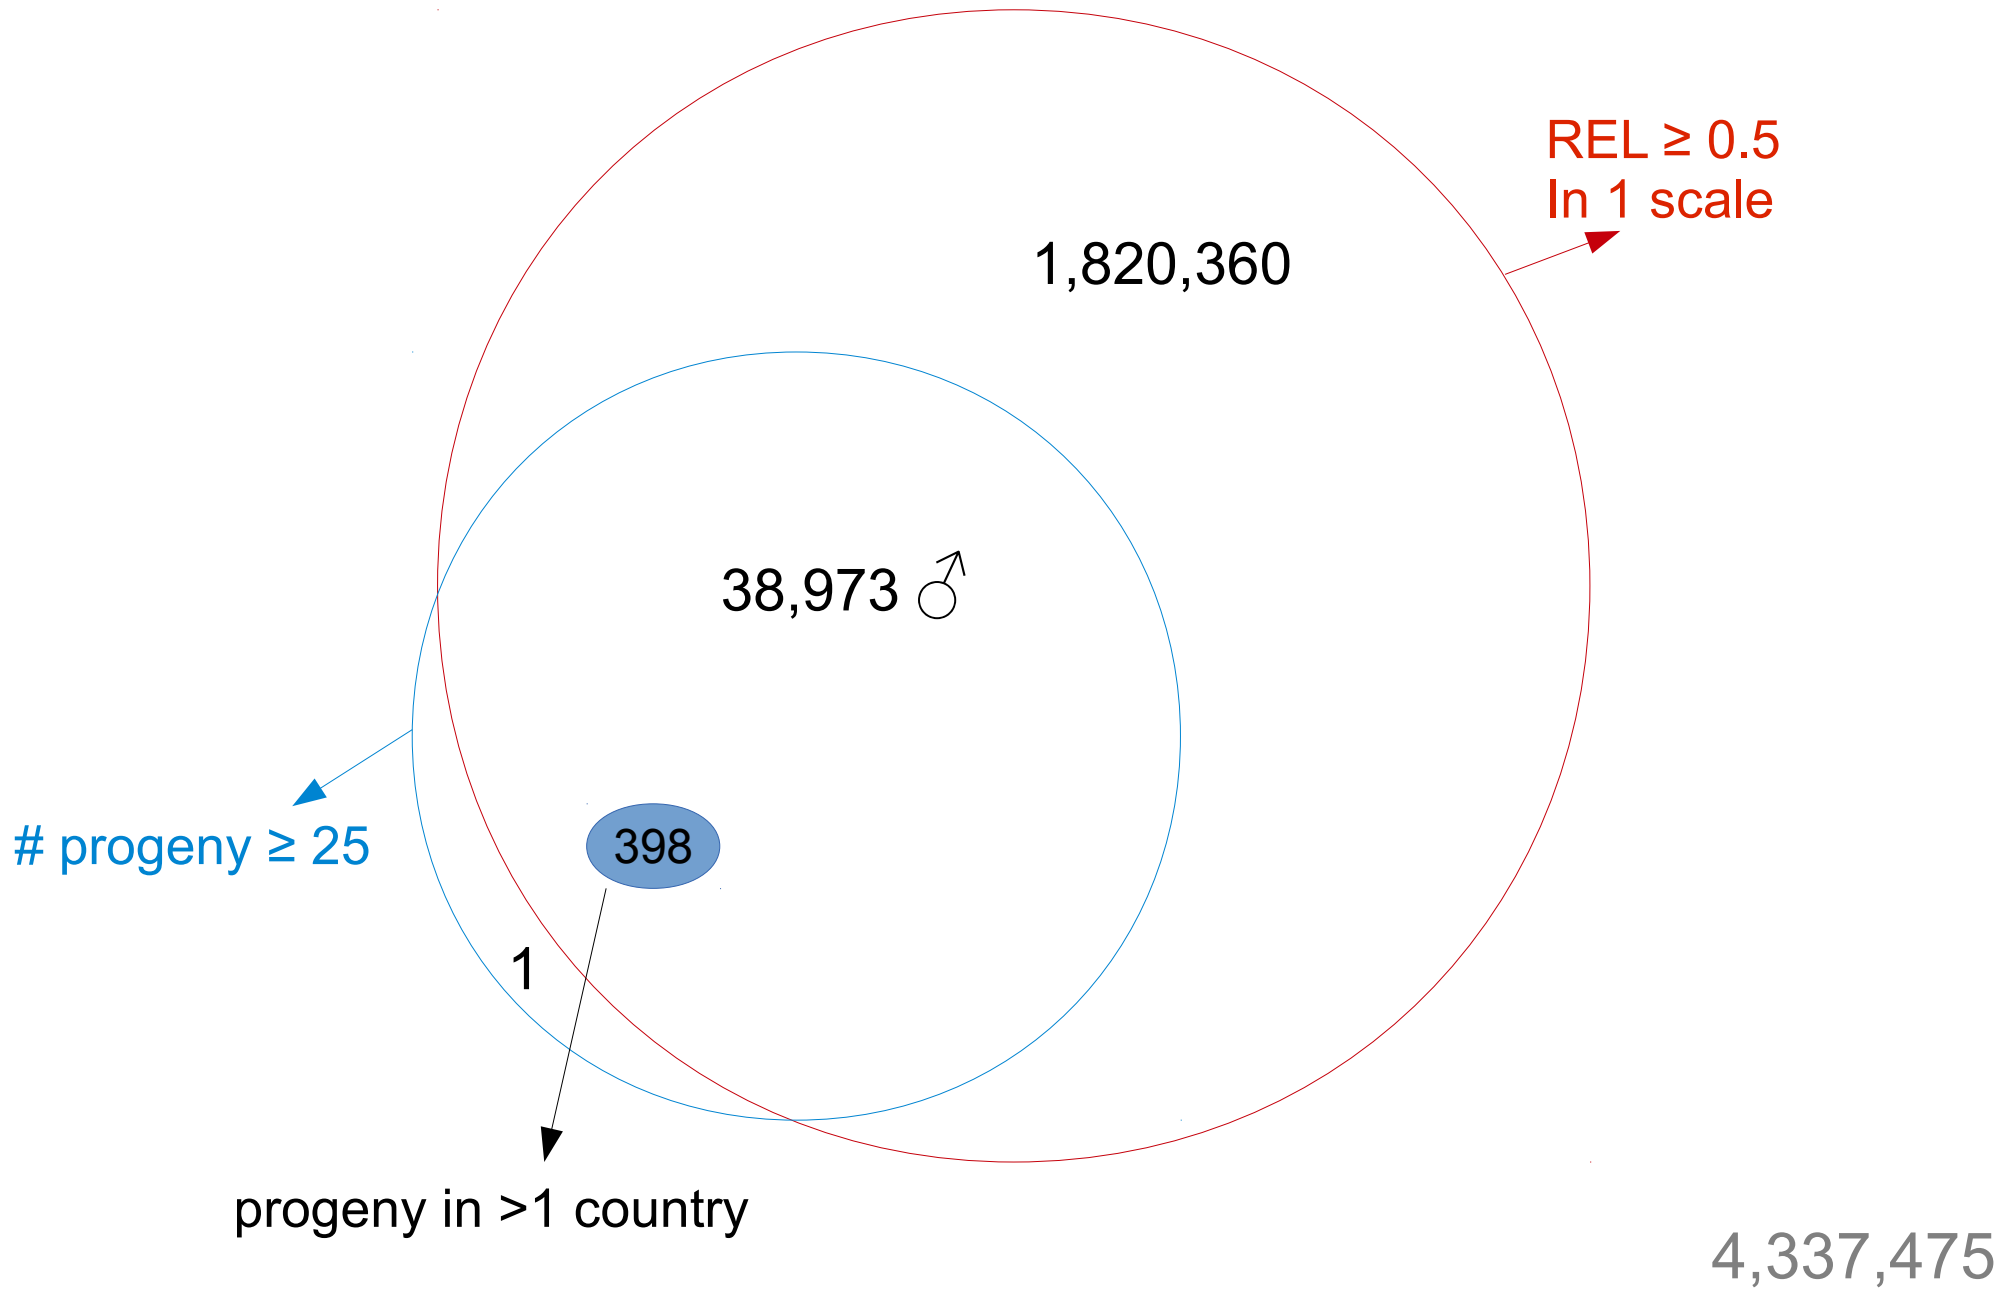 REL ≥ 0.5
In 1 scale
1,820,360
38,973 ♂
# progeny ≥ 25
398
1
progeny in >1 country
4,337,475